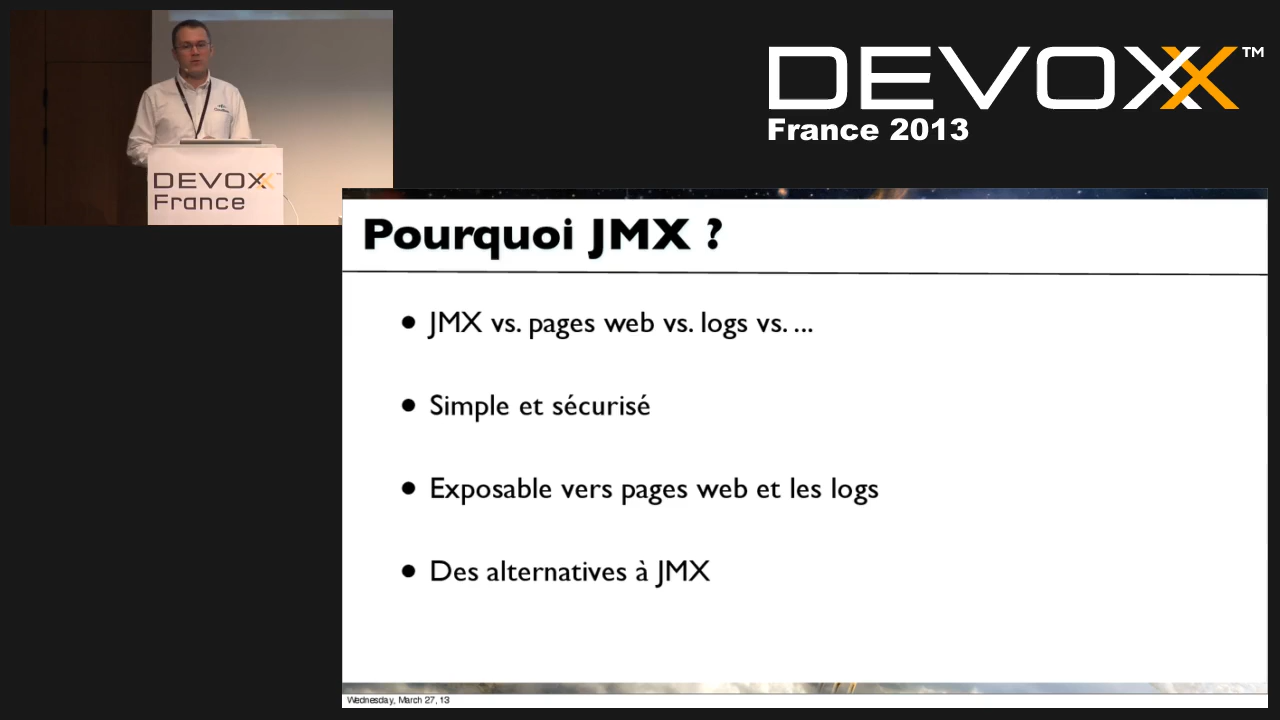 DEVOXX™
France 2013
DEVOXX
France
Pourquoi JMX ?
• JMX vs. pages web vs. logs vs. ...
• Simple et sécurisé
• Exposable vers pages web et les logs
• Des alternatives à JMX
Wednesday, March 27, 13